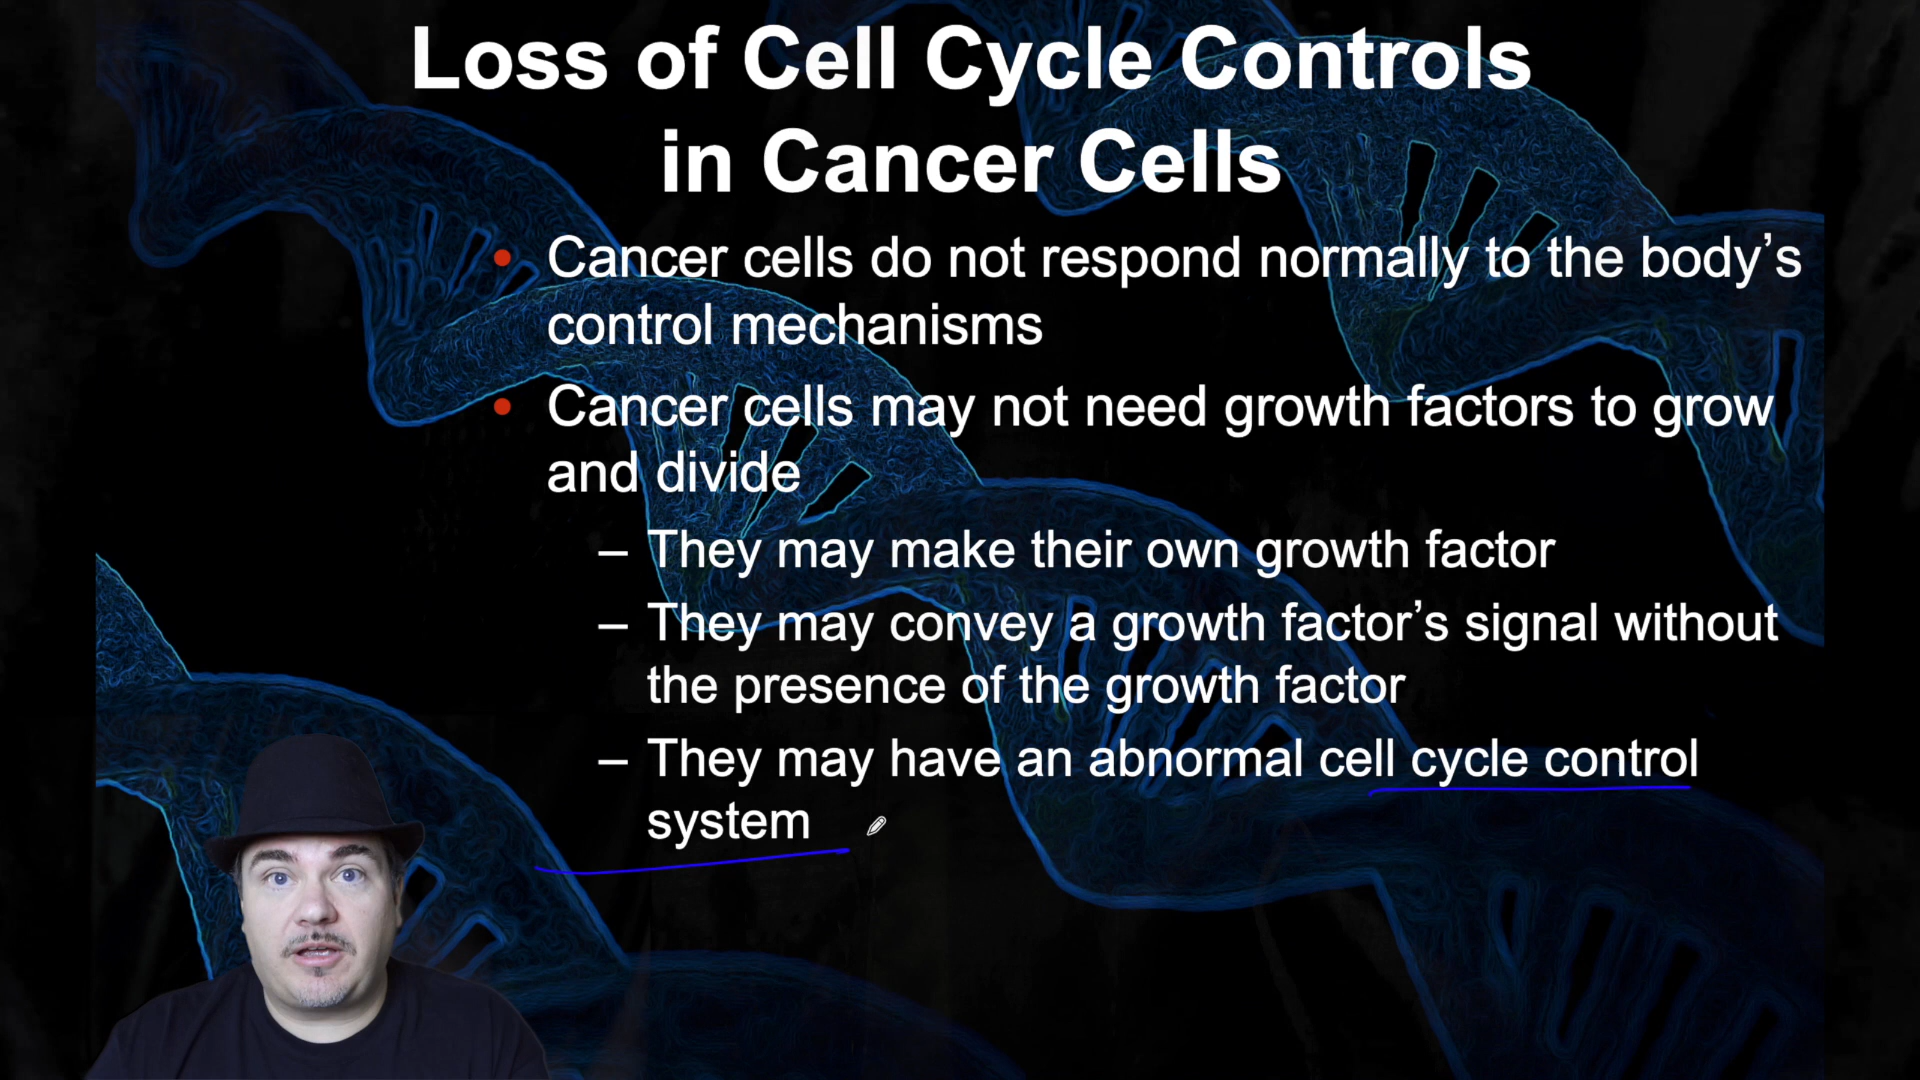 Loss of Cell Cycle Controls
in Cancer Cells
• Cancer cells do not respond normally to the body’s
control mechanisms
• Cancer cells may not need growth factors to grow
and divide
– They may make their own growth factor
– They may convey a growth factor’s signal without
the presence of the growth factor
– They may have an abnormal cell cycle control
system